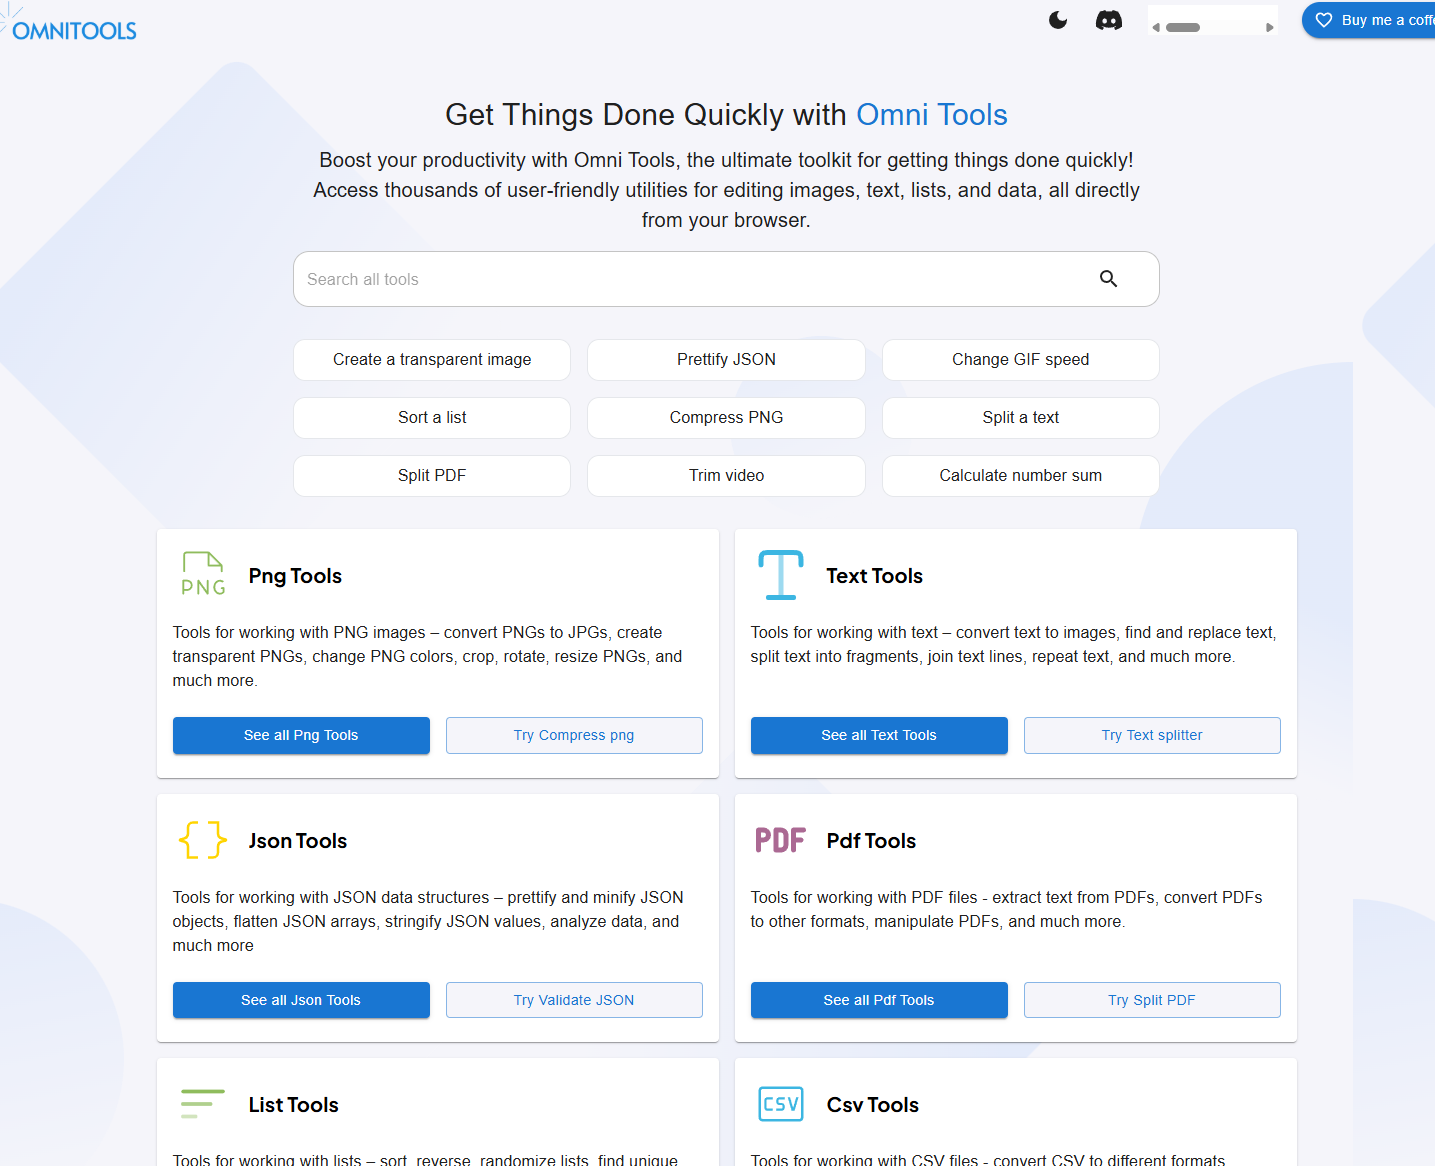 OMNITOOLS
Buy me a coffe
Get Things Done Quickly with Omni Tools
Boost your productivity with Omni Tools, the ultimate toolkit for getting things done quickly!
Access thousands of user-friendly utilities for editing images, text, lists, and data, all directly
from your browser.
Search all tools
Create a transparent image
Prettify JSON
Change GIF speed
Sort a list
Compress PNG
Split a text
Split PDF
Trim video
Calculate number sum
PNG
Png Tools
Tools for working with PNG images – convert PNGs to JPGs, create
transparent PNGs, change PNG colors, crop, rotate, resize PNGs, and
much more.
See all Png Tools
Try Compress png
Text Tools
Tools for working with text – convert text to images, find and replace text,
split text into fragments, join text lines, repeat text, and much more.
See all Text Tools
Try Text splitter
Json Tools
Tools for working with JSON data structures – prettify and minify JSON
objects, flatten JSON arrays, stringify JSON values, analyze data, and
much more
See all Json Tools
Try Validate JSON
PDF
Pdf Tools
Tools for working with PDF files - extract text from PDFs, convert PDFs
to other formats, manipulate PDFs, and much more.
See all Pdf Tools
Try Split PDF
List Tools
Tools for working with lists – sort, reverse, randomize lists, find unique
CSV
Csv Tools
Tools for working with CSV files - convert CSV to different formats